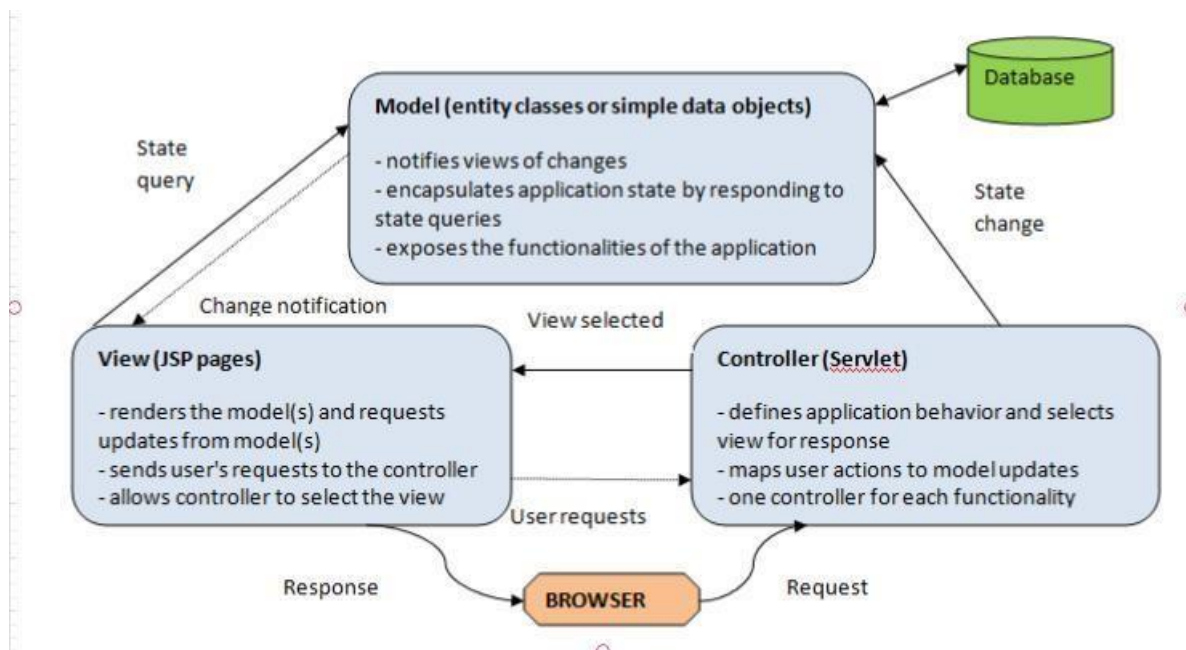 Database
Model (entity classes or simple data objects)
- notifies views of changes
- encapsulates application state by responding to
state queries
- exposes the functionalities of the application
State
query
State
change
Change notification
View selected
View (JSP pages)
- renders the model(s) and requests
updates from model(s)
- sends user's requests to the controller
- allows controller to select the view
Controller (Servlet)
- defines application behavior and selects
view for response
- maps user actions to model updates
- one controller for each functionality
User requests
Response
BROWSER
Request